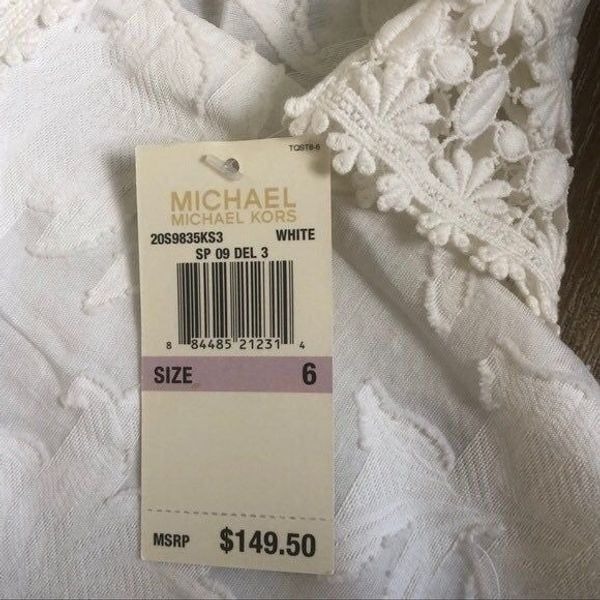 TQST6-6
MICHAEL
MICHAEL KORS
20S9835KS3 WHITE
SP 09 DEL 3
8 84485 21231 4
SIZE 6
MSRP $149.50